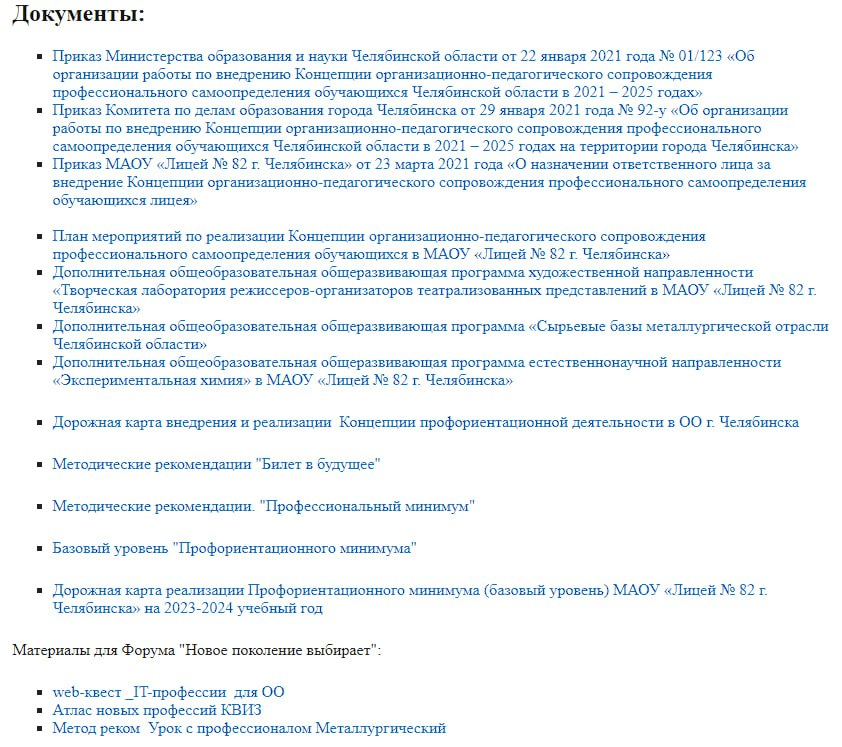 Документы:
Приказ Министерства образования и науки Челябинской области от 22 января 2021 года № 01/123 «Об
организации работы по внедрению Концепции организационно-педагогического сопровождения
профессионального самоопределения обучающихся Челябинской области в 2021 – 2025 годах»
Приказ Комитета по делам образования города Челябинска от 29 января 2021 года № 92-у «Об организации
работы по внедрению Концепции организационно-педагогического сопровождения профессионального
самоопределения обучающихся Челябинской области в 2021 – 2025 годах на территории города Челябинска»
Приказ МАОУ «Лицей № 82 г. Челябинска» от 23 марта 2021 года «О назначении ответственного лица за
внедрение Концепции организационно-педагогического сопровождения профессионального самоопределения
обучающихся лицея»
План мероприятий по реализации Концепции организационно-педагогического сопровождения
профессионального самоопределения обучающихся в МАОУ «Лицей № 82 г. Челябинска»
Дополнительная общеобразовательная общеразвивающая программа художественной направленности
«Творческая лаборатория режиссеров-организаторов театрализованных представлений в МАОУ «Лицей № 82 г.
Челябинска»
Дополнительная общеобразовательная общеразвивающая программа «Сырьевые базы металлургической отрасли
Челябинской области»
Дополнительная общеобразовательная общеразвивающая программа естественнонаучной направленности
«Экспериментальная химия» в МАОУ «Лицей № 82 г. Челябинска»
Дорожная карта внедрения и реализации  Концепции профориентационной деятельности в ОО г. Челябинска
Методические рекомендации "Билет в будущее"
Методические рекомендации. "Профессиональный минимум"
Базовый уровень "Профориентационного минимума"
Дорожная карта реализации Профориентационного минимума (базовый уровень) МАОУ «Лицей № 82 г.
Челябинска» на 2023-2024 учебный год
Материалы для Форума "Новое поколение выбирает":
web-квест _IT-профессии  для ОО
Атлас новых профессий КВИЗ
Метод реком  Урок с профессионалом Металлургический